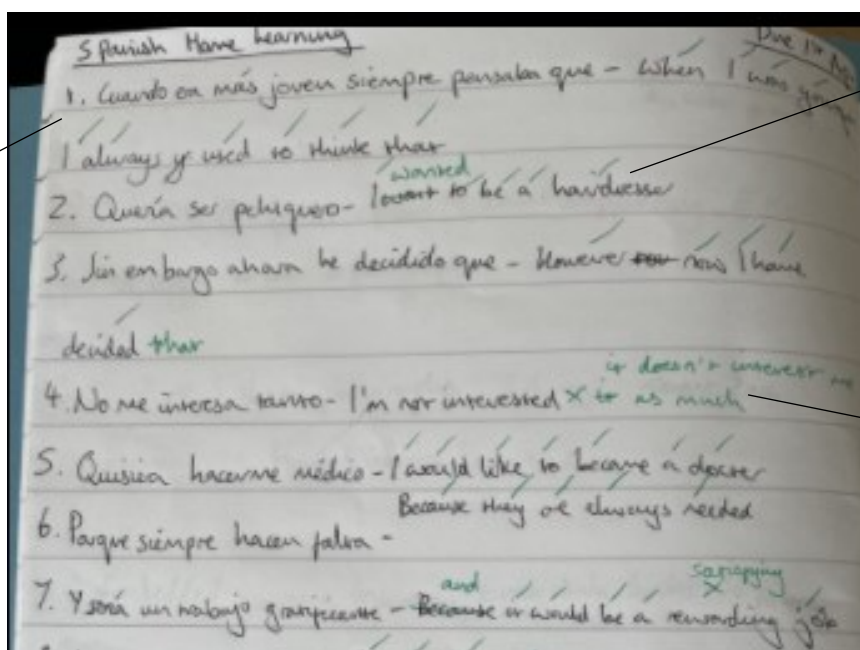 Spanish Home Learning
Due 1st
1. Cuando era más joven siempre pensaba que - When I was young
I always used to think that
wanted
2. Quería ser peluquero - I want to be a hairdresser
3. Sin embargo ahora he decidido que - However now I have
decided that
it doesn't interest me
4. No me interesa tanto - I'm not interested x as much
5. Quisiera hacerme médico - I would like to become a doctor
Because they are always needed
6. Porque siempre hacen falta -
and satisfying
7. Y sería un trabajo gratificante - Because it would be a rewarding job